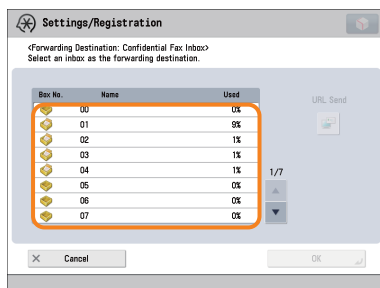 Settings/Registration
<Forwarding Destination: Confidential Fax Inbox>
Select an inbox as the forwarding destination.
Box No. Name Used
00 0%
01 9%
02 1%
03 1%
04 1%
05 0%
06 0%
07 0%
URL Send
1/7
Cancel
OK